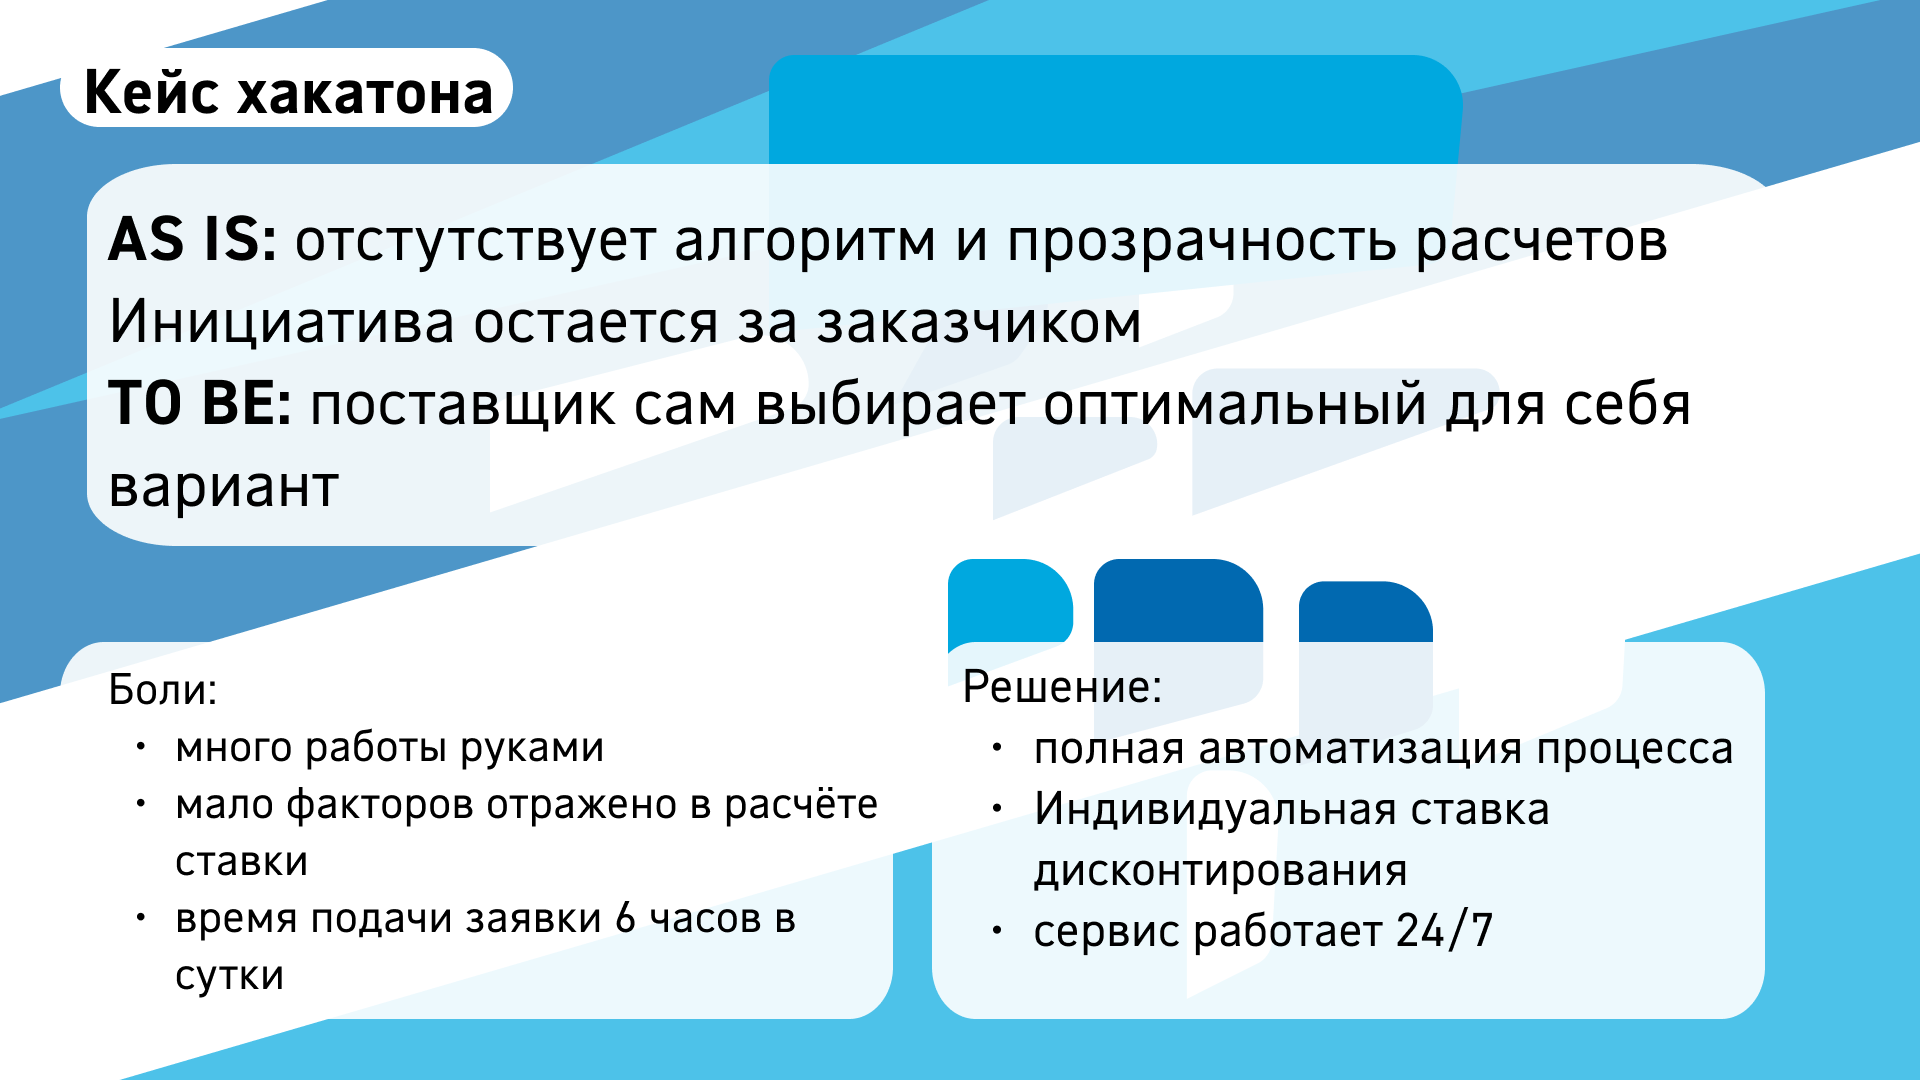 Кейс хакатона
AS IS: отстутствует алгоритм и прозрачность расчетов
Инициатива остается за заказчиком
TO BE: поставщик сам выбирает оптимальный для себя
вариант
Боли:
• много работы руками
• мало факторов отражено в расчёте
ставки
• время подачи заявки 6 часов в
сутки
Решение:
• полная автоматизация процесса
• Индивидуальная ставка
дисконтирования
• сервис работает 24/7